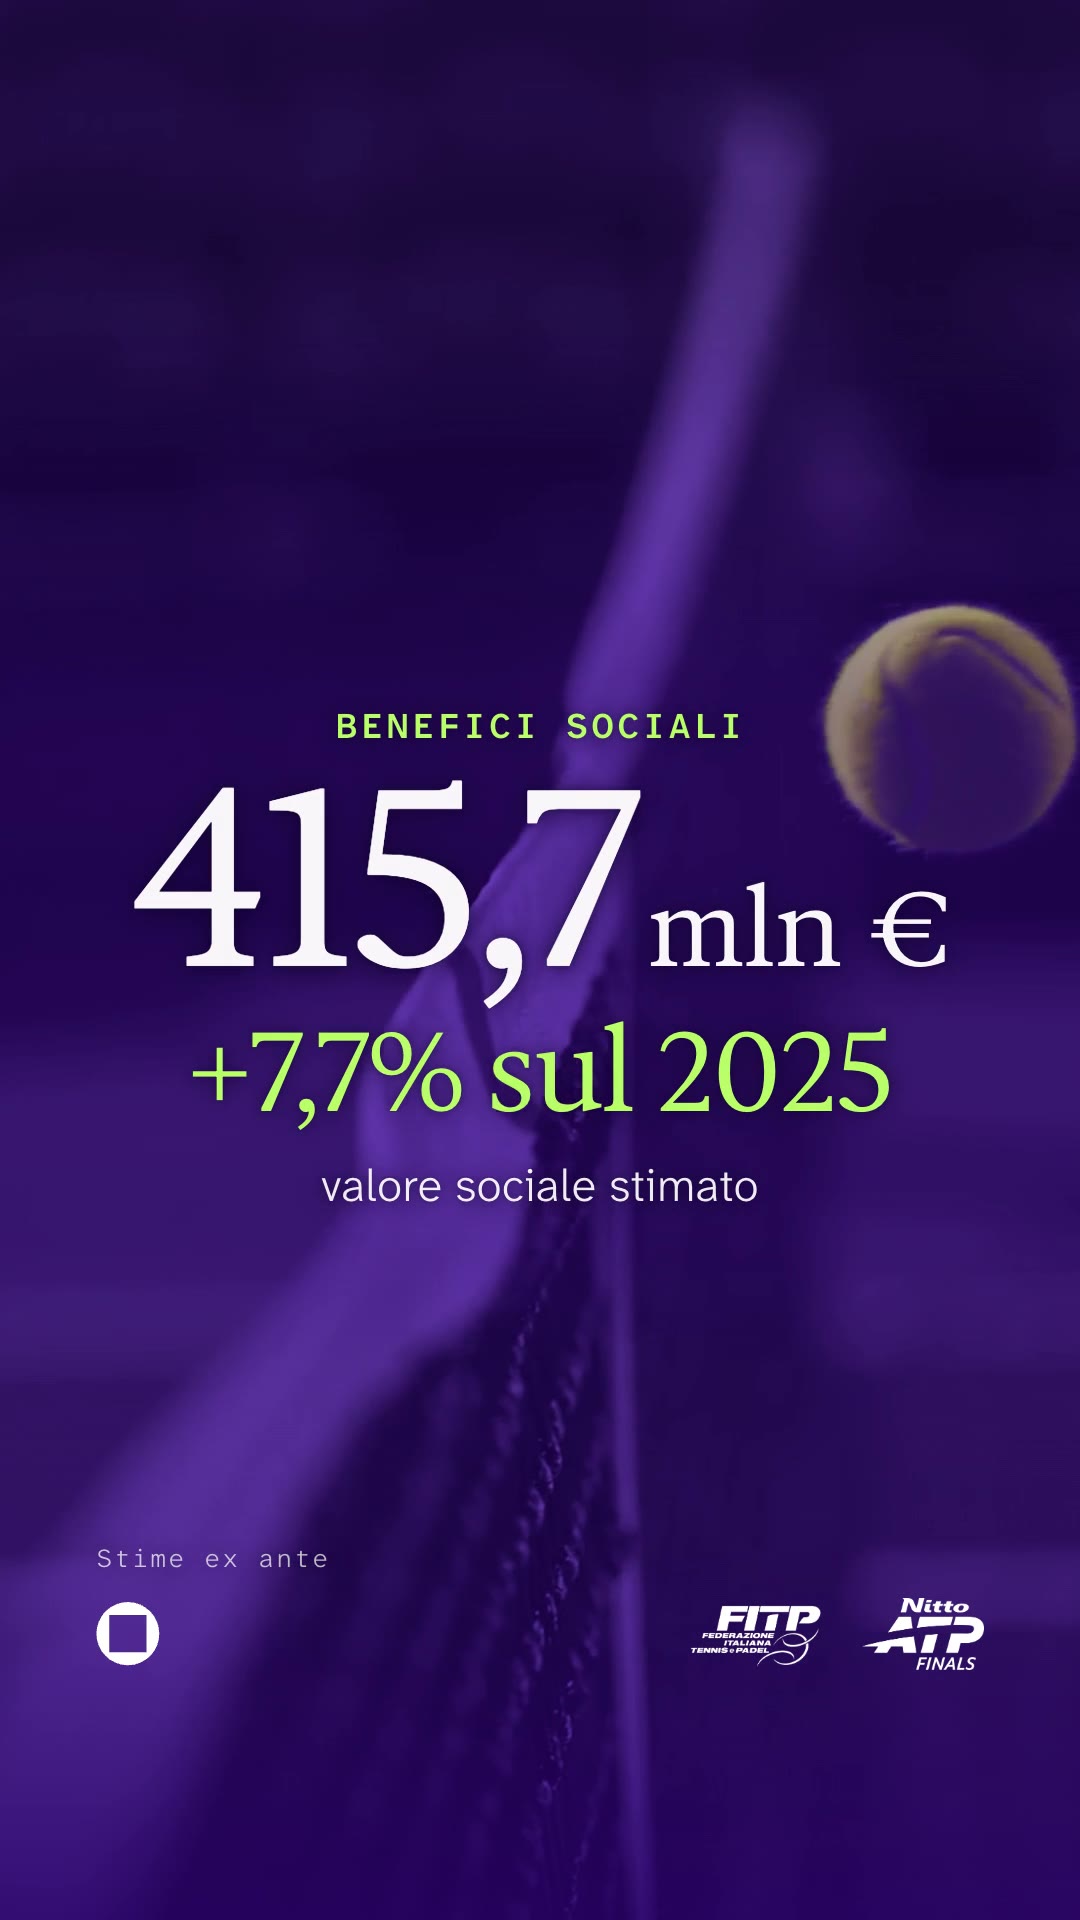 BENEFICI SOCIALI
415,7 mln €
+7,7% sul 2025
valore sociale stimato
Stime ex ante
FITP
FEDERAZIONE
ITALIANA
TENNIS e PADEL
Nitto
ATP
FINALS